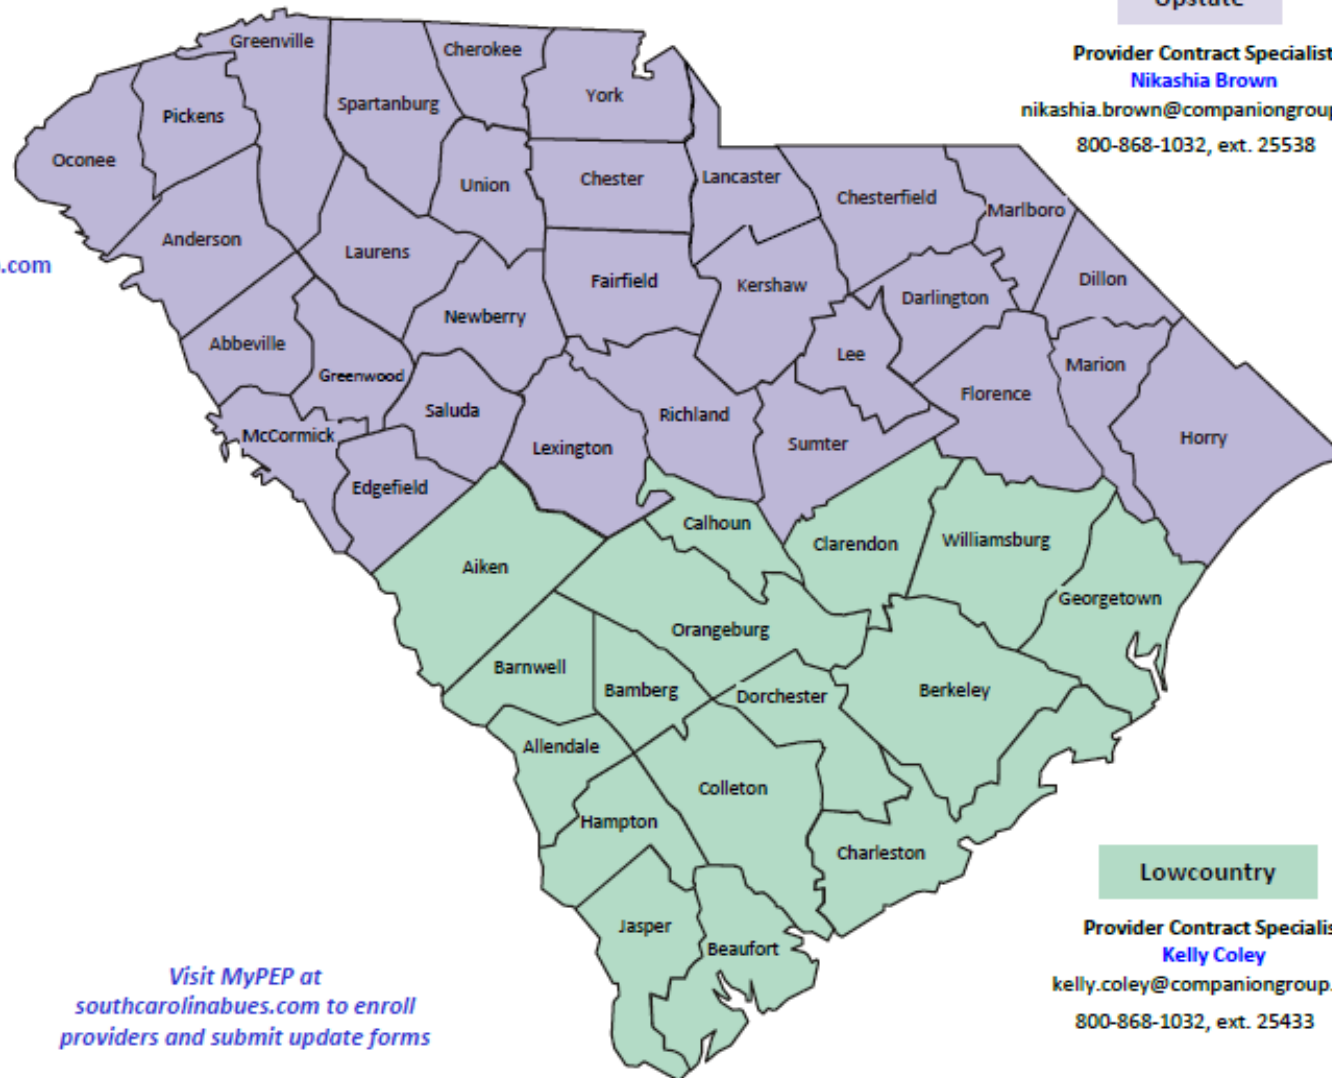 Upstate
Provider Contract Specialist
Nikashia Brown
nikashia.brown@companiongroup
800-868-1032, ext. 25538
.com
Greenville
Cherokee
York
Spartanburg
Pickens
Oconee
Union
Chester
Lancaster
Chesterfield
Marlboro
Anderson
Laurens
Fairfield
Kershaw
Dillon
Darlington
Newberry
Abbeville
Greenwood
Lee
Marion
Florence
Saluda
Richland
McCormick
Lexington
Sumter
Horry
Edgefield
Calhoun
Clarendon
Williamsburg
Aiken
Georgetown
Orangeburg
Barnwell
Bamberg
Dorchester
Berkeley
Allendale
Colleton
Hampton
Charleston
Jasper
Beaufort
Lowcountry
Provider Contract Specialis
Kelly Coley
kelly.coley@companiongroup.
800-868-1032, ext. 25433
Visit MyPEP at
southcarolinabues.com to enroll
providers and submit update forms